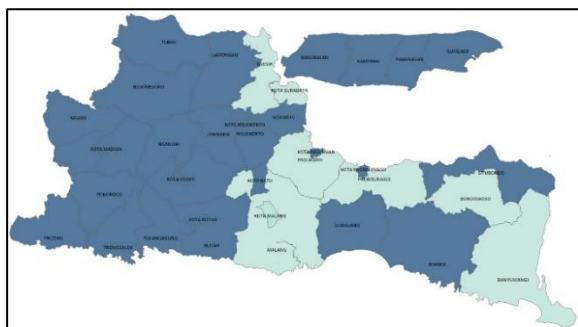 TUBAN
LAMONGAN
GRESIK
BANGKALAN
SAMPANG
PAMEKASAN
SUMENEP
BOJONEGORO
KOTA SURABAYA
NGAWI
KOTA MOJOKERTO
SIDOARJO
JOMBANG
MOJOKERTO
KOTA MADIUN
NGANJUK
KOTA PASURUAN
PASURUAN
KOTA PROBOLINGGO
PROBOLINGGO
SITUBONDO
KOTA KEDIRI
KOTA BATU
PONOROGO
BONDOWOSO
KOTA MALANG
KOTA BLITAR
LUMAJANG
PACITAN
TRENGGALEK
TULUNGAGUNG
BLITAR
MALANG
JEMBER
BANYUWANGI